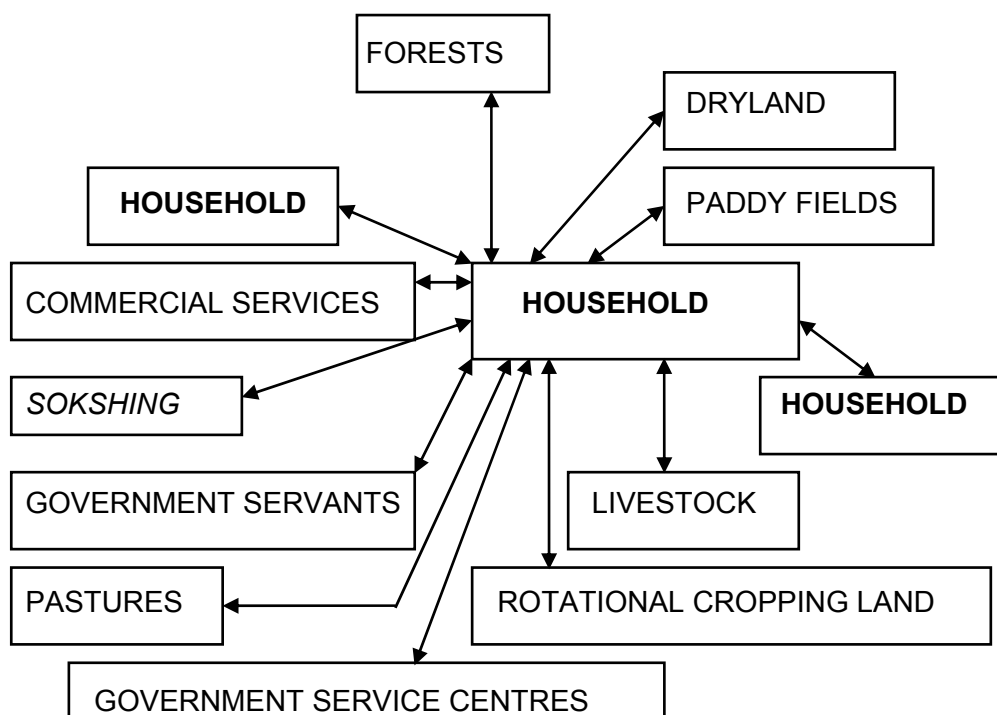 FORESTS
DRYLAND
HOUSEHOLD
PADDY FIELDS
COMMERCIAL SERVICES
HOUSEHOLD
SOKSHING
HOUSEHOLD
GOVERNMENT SERVANTS
LIVESTOCK
PASTURES
ROTATIONAL CROPPING LAND
GOVERNMENT SERVICE CENTRES